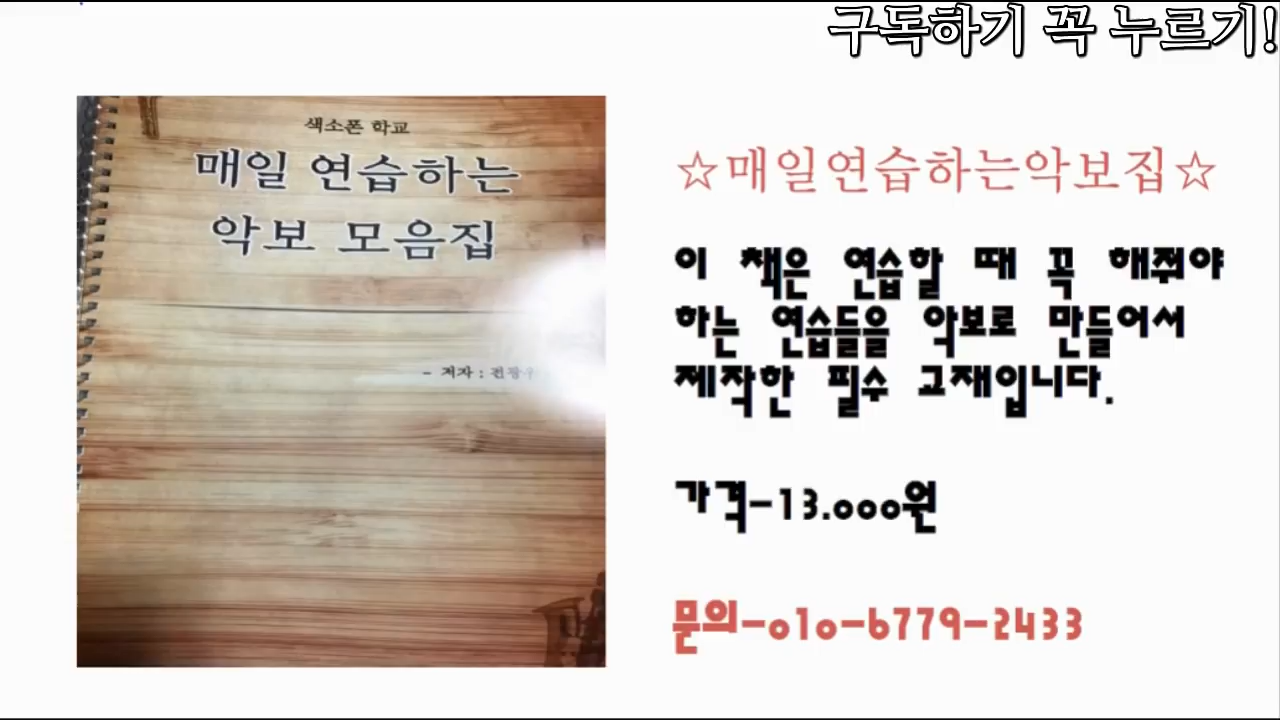 구독하기 꼭 누르기!
색소폰 학교
매일 연습하는
악보 모음집
- 저자 :
☆매일연습하는악보집☆
이 책은 연습할 때 꼭 해줘야
하는 연습들을 악보로 만들어서
제작한 필수 교재입니다.
가격-13.000원
문의-010-6779-2433